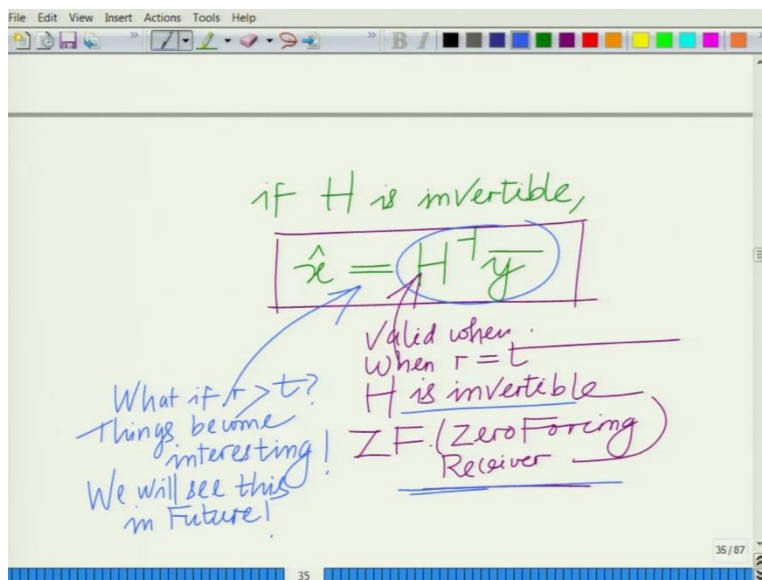 File Edit View Insert Actions Tools Help
B I
if H is invertible,
x̂ = H⁻¹ ȳ
Valid when.
when r = t
H is invertible
ZF (Zero Forcing
Receiver
What if r > t?
Things become
interesting!
We will see this
in Future!
35/87
35